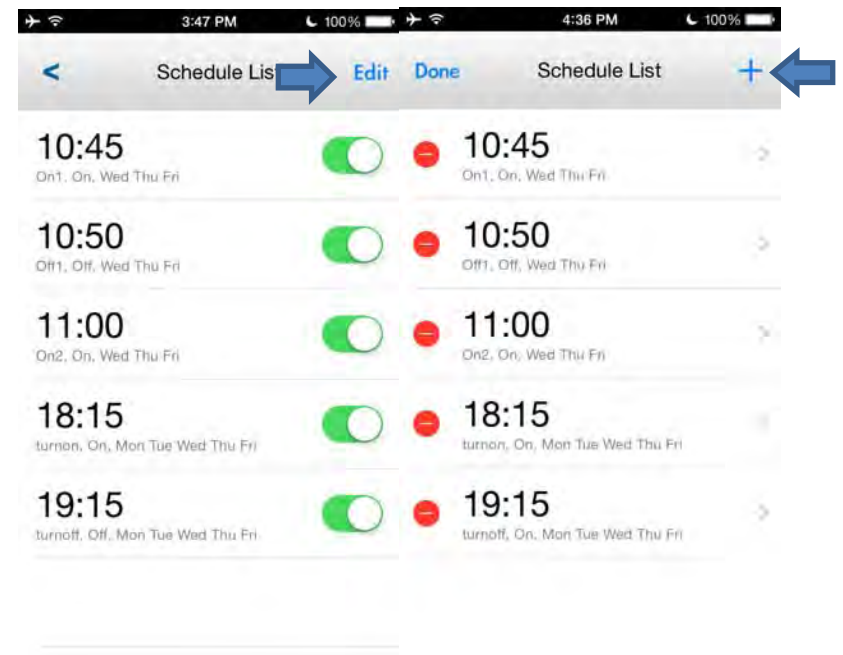 3:47 PM 100%
< Schedule List Edit
10:45
On1, On, Wed Thu Fri
10:50
Off1, Off, Wed Thu Fri
11:00
On2, On, Wed Thu Fri
18:15
turnon, On, Mon Tue Wed Thu Fri
19:15
turnoff, Off, Mon Tue Wed Thu Fri
4:36 PM 100%
Done Schedule List +
10:45
On1, On, Wed Thu Fri
10:50
Off1, Off, Wed Thu Fri
11:00
On2, On, Wed Thu Fri
18:15
turnon, On, Mon Tue Wed Thu Fri
19:15
turnoff, On, Mon Tue Wed Thu Fri